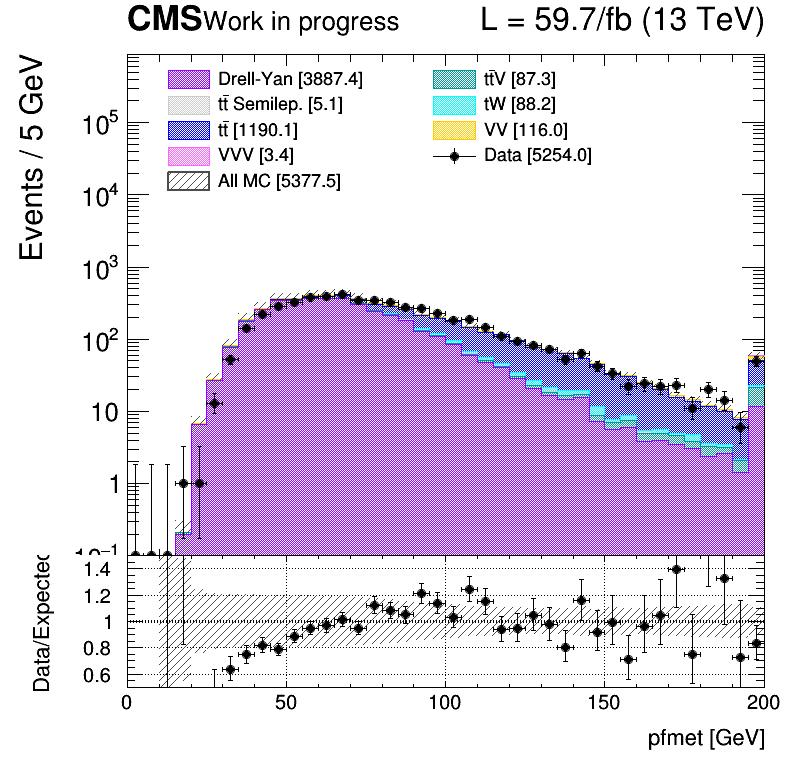 CMS Work in progress L = 59.7/fb (13 TeV)
Events / 5 GeV
Drell-Yan [3887.4]
tt̄V [87.3]
tt̄ Semilep. [5.1]
tW [88.2]
tt̄ [1190.1]
VV [116.0]
VVV [3.4]
Data [5254.0]
All MC [5377.5]
10⁵
10⁴
10³
10²
10
1
10⁻¹
Data/Expected
1.4
1.2
1
0.8
0.6
0 50 100 150 200
pfmet [GeV]